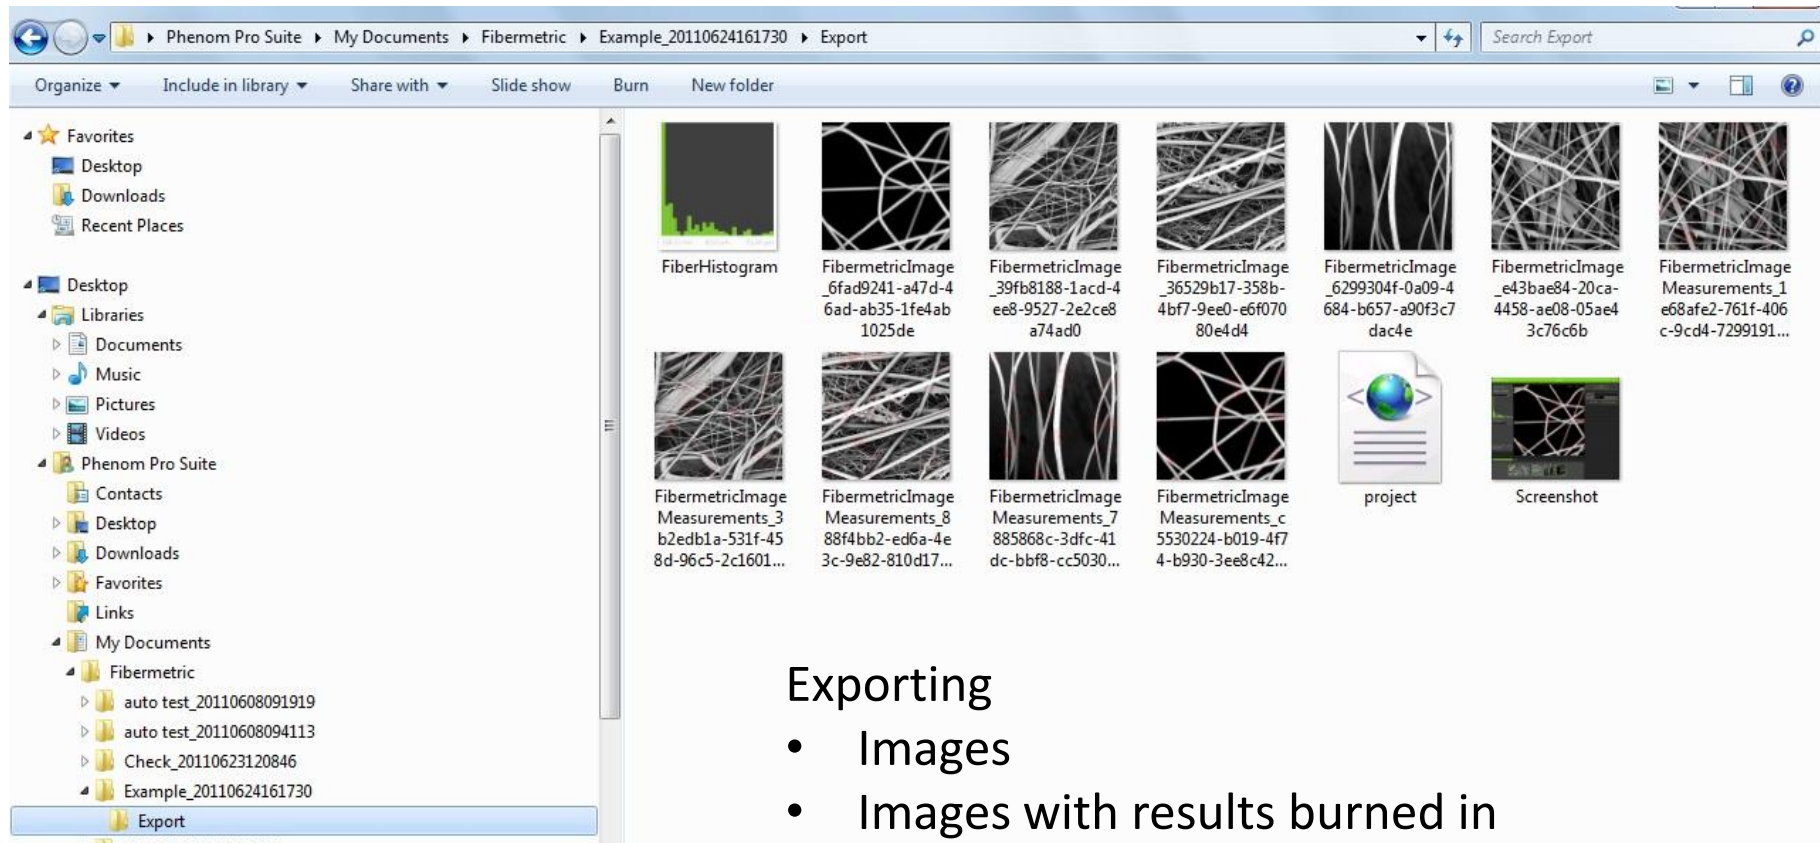 Phenom Pro Suite My Documents Fibermetric Example_20110624161730 Export
Search Export
Organize Include in library Share with Slide show Burn New folder
Favorites
Desktop
Downloads
Recent Places
Desktop
Libraries
Documents
Music
Pictures
Videos
Phenom Pro Suite
Contacts
Desktop
Downloads
Favorites
Links
My Documents
Fibermetric
auto test_20110608091919
auto test_20110608094113
Check_20110623120846
Example_20110624161730
Export
FiberHistogram
FibermetricImage
_6fad9241-a47d-4
6ad-ab35-1fe4ab
1025de
FibermetricImage
_39fb8188-1acd-4
ee8-9527-2e2ce8
a74ad0
FibermetricImage
_36529b17-358b-
4bf7-9ee0-e6f070
80e4d4
FibermetricImage
_6299304f-0a09-4
684-b657-a90f3c7
dac4e
FibermetricImage
_e43bae84-20ca-
4458-ae08-05ae4
3c76c6b
FibermetricImage
Measurements_1
e68afe2-761f-406
c-9cd4-7299191...
FibermetricImage
Measurements_3
b2edb1a-531f-45
8d-96c5-2c1601...
FibermetricImage
Measurements_8
88f4bb2-ed6a-4e
3c-9e82-810d17...
FibermetricImage
Measurements_7
885868c-3dfc-41
dc-bbf8-cc5030...
FibermetricImage
Measurements_c
5530224-b019-4f7
4-b930-3ee8c42...
project
Screenshot
Exporting
• Images
• Images with results burned in